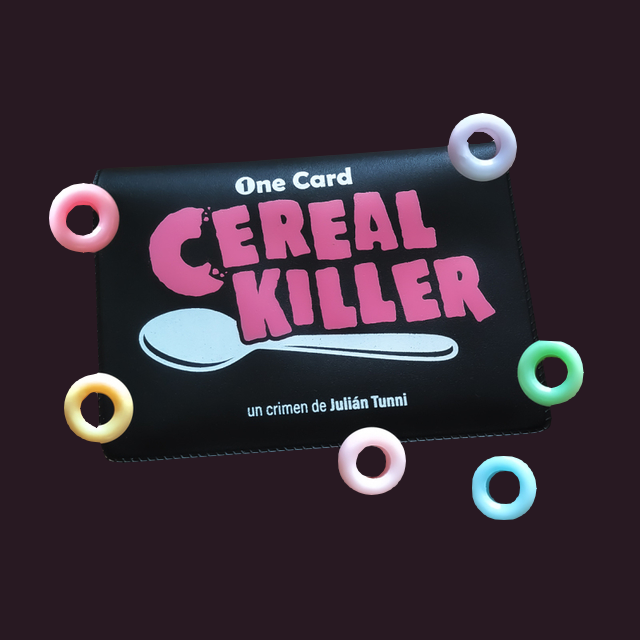 One Card
CEREAL
KILLER
un crimen de Julián Tunni